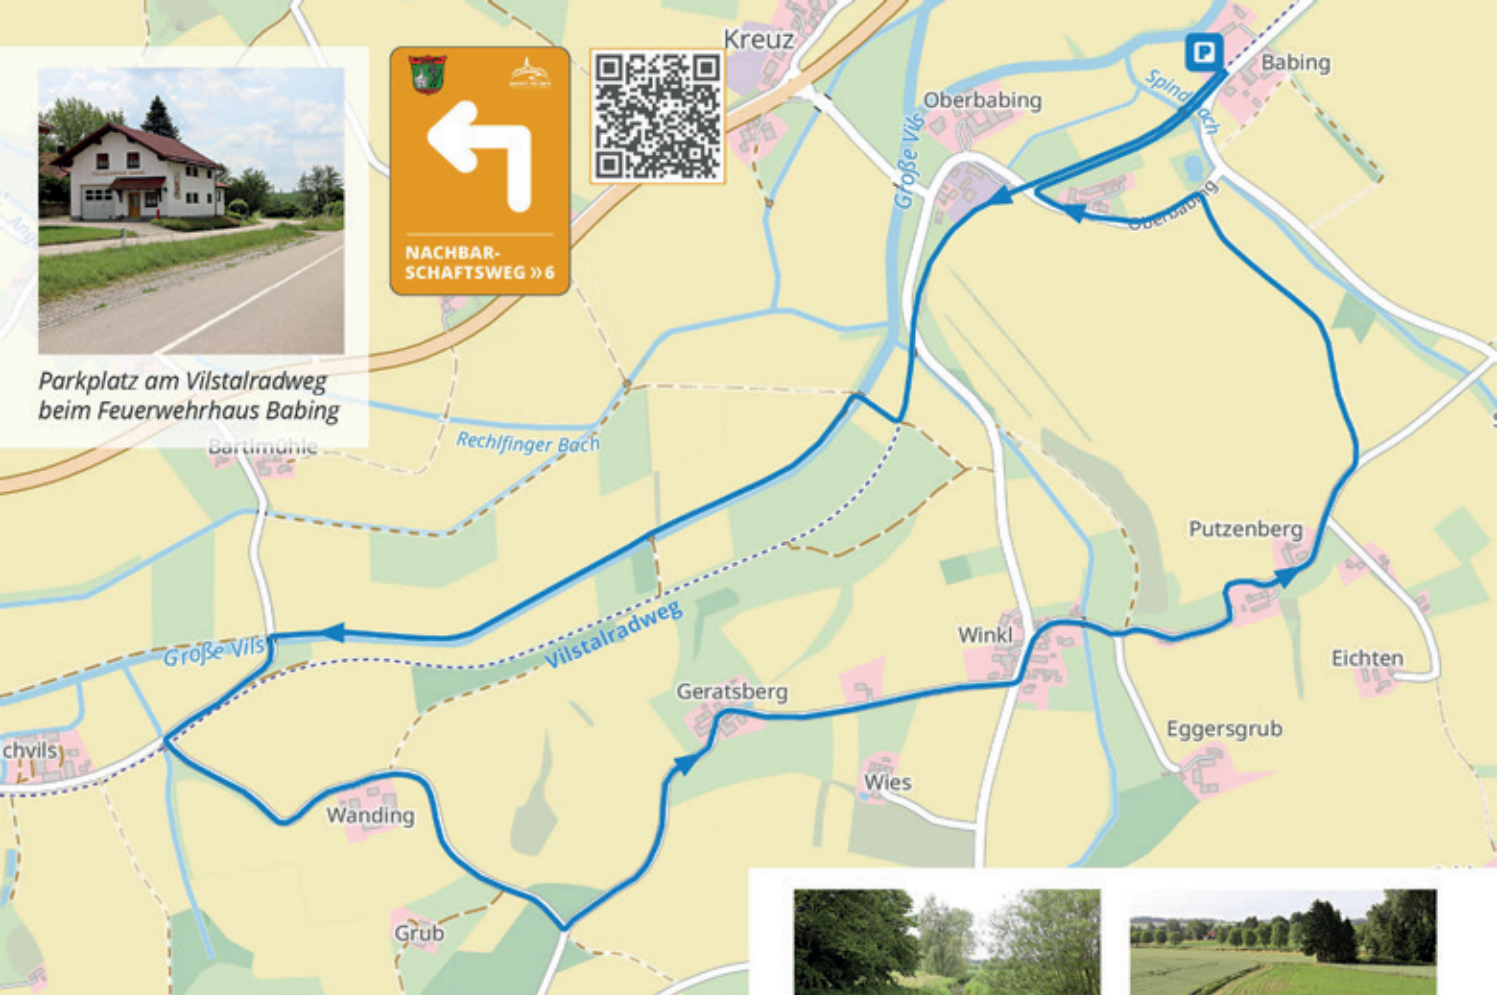 Kreuz
Babing
Spindbach
Oberbabing
Große Vils
Oberbabing
NACHBAR-
SCHAFTSWEG » 6
Parkplatz am Vilstalradweg
beim Feuerwehrhaus Babing
Bartlmühle
Rechlfinger Bach
Putzenberg
Vilstalradweg
Winkl
Große Vils
Eichten
Geratsberg
Eggersgrub
chvils
Wies
Wanding
Grub